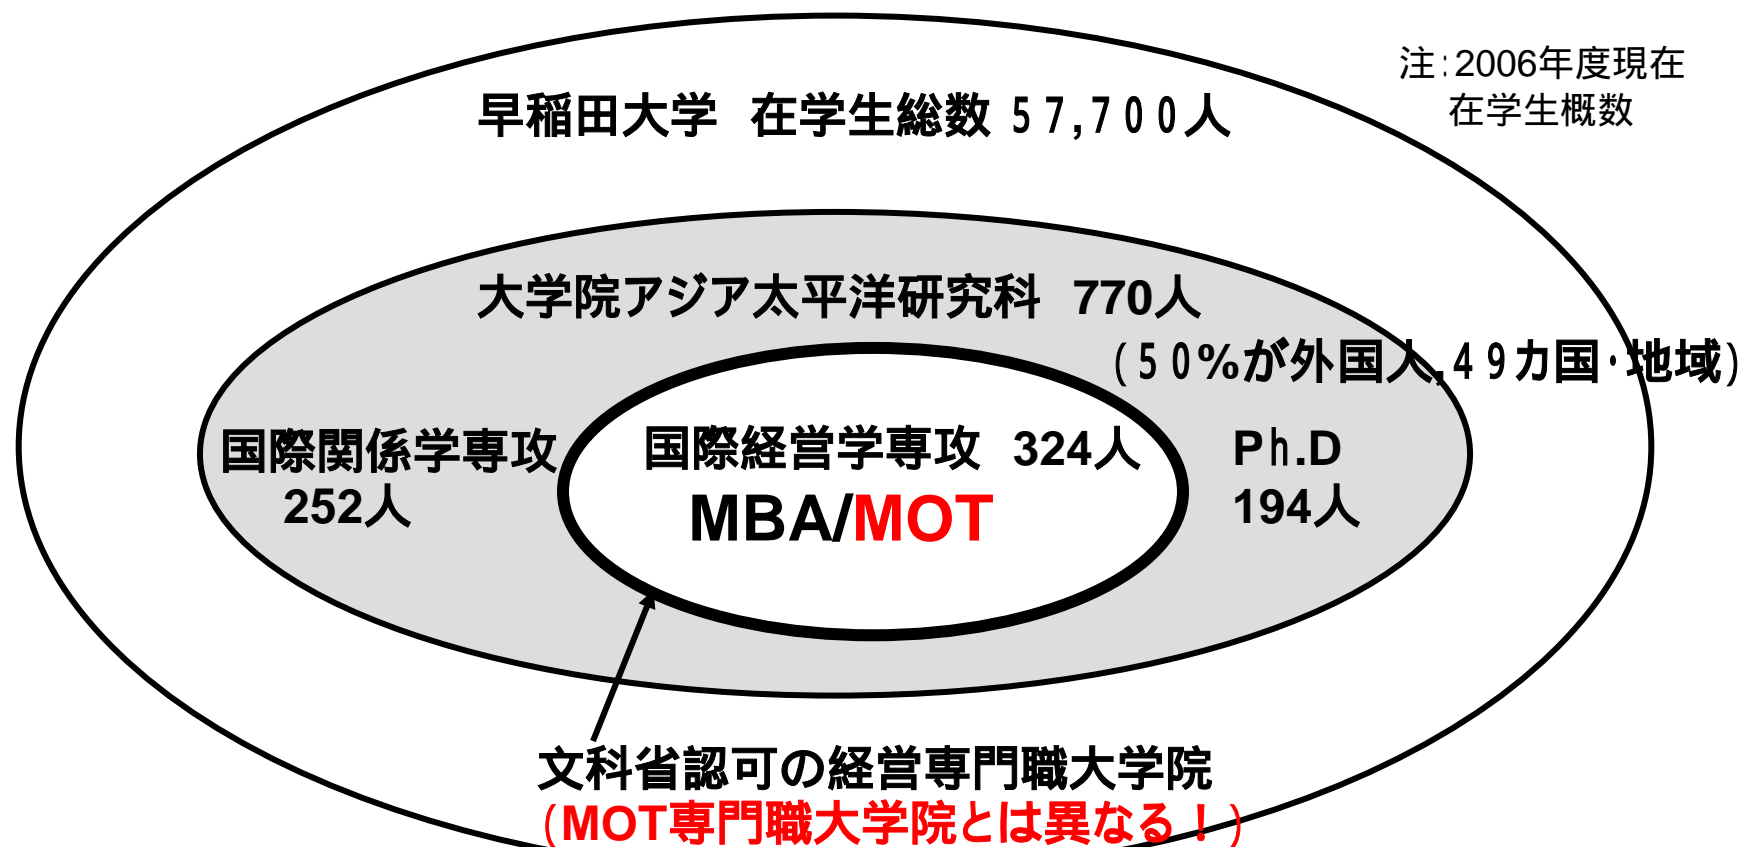 注:2006年度現在
在学生概数
早稲田大学 在学生総数 57,700人
大学院アジア太平洋研究科 770人
(50%が外国人,49カ国·地域)
国際関係学専攻
252人
国際経営学専攻 324人
MBA/MOT
Ph.D
194人
文科省認可の経営専門職大学院
(MOT専門職大学院とは異なる！)